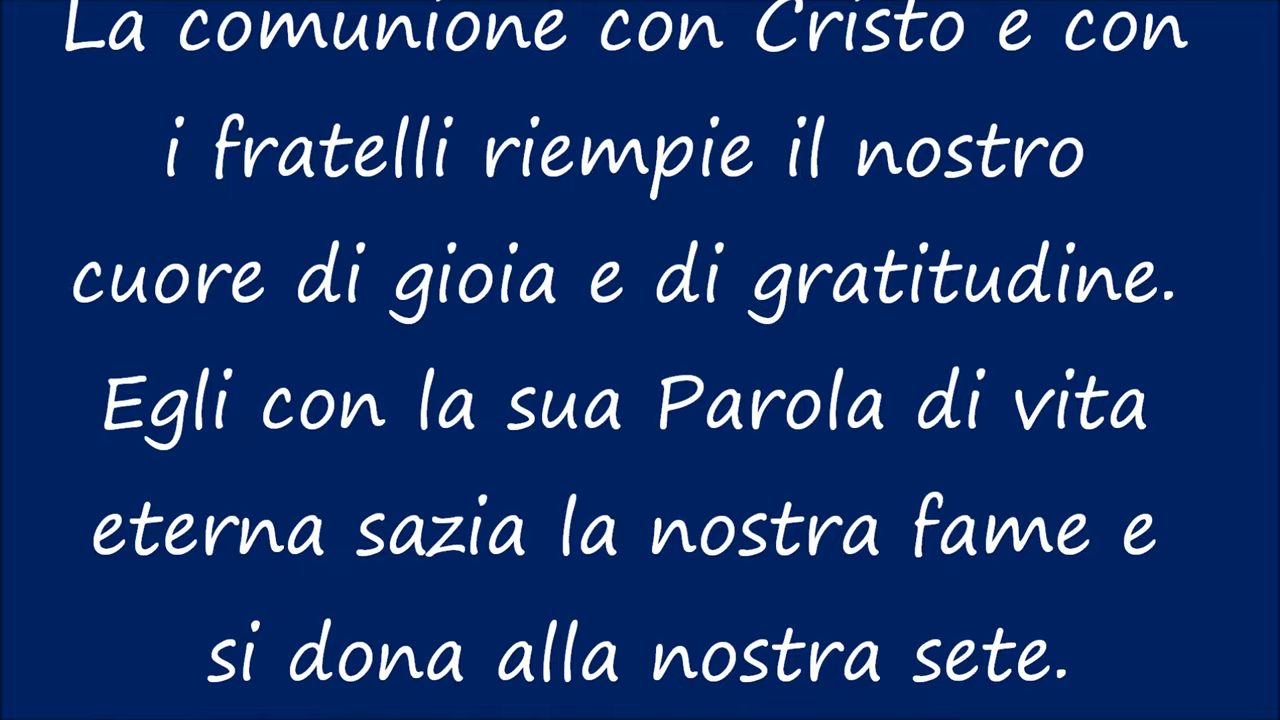 La comunione con Cristo e con
i fratelli riempie il nostro
cuore di gioia e di gratitudine.
Egli con la sua Parola di vita
eterna sazia la nostra fame e
si dona alla nostra sete.